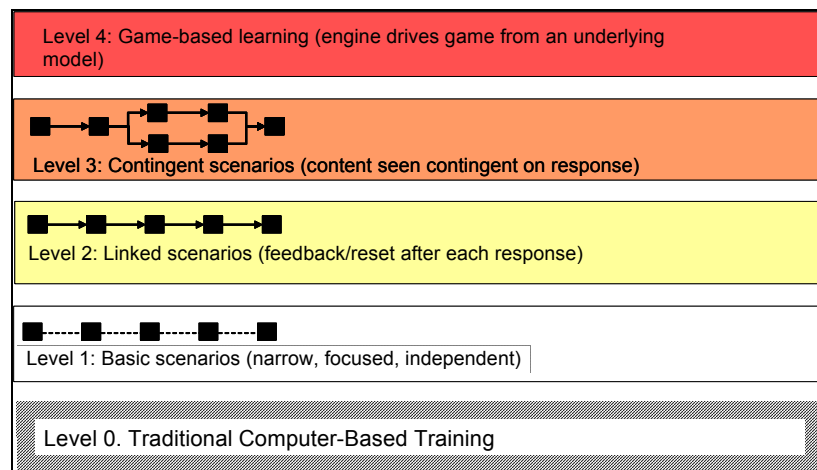 Level 4: Game-based learning (engine drives game from an underlying
model)
Level 3: Contingent scenarios (content seen contingent on response)
Level 2: Linked scenarios (feedback/reset after each response)
Level 1: Basic scenarios (narrow, focused, independent)
Level 0. Traditional Computer-Based Training